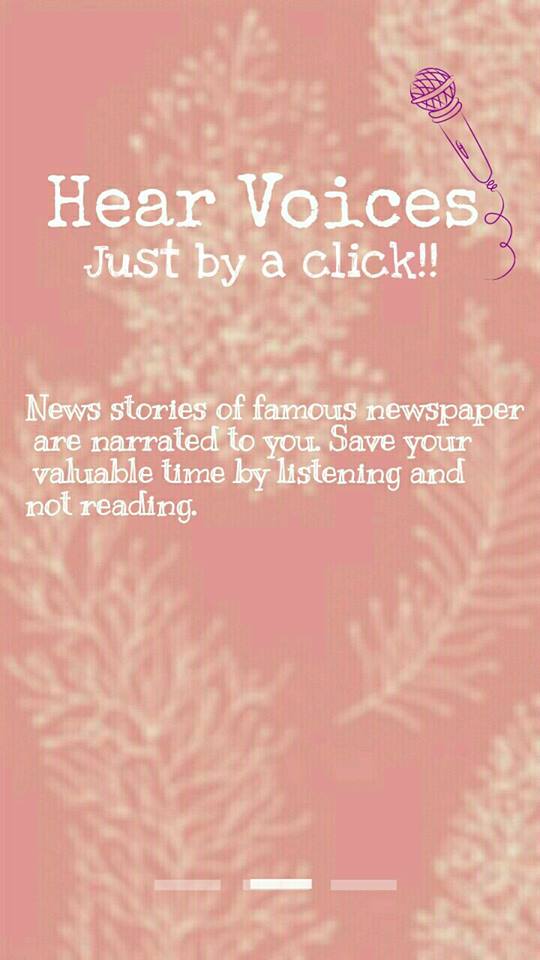 Hear Voices
Just by a click!!
News stories of famous newspaper
are narrated to you. Save your
valuable time by listening and
not reading.